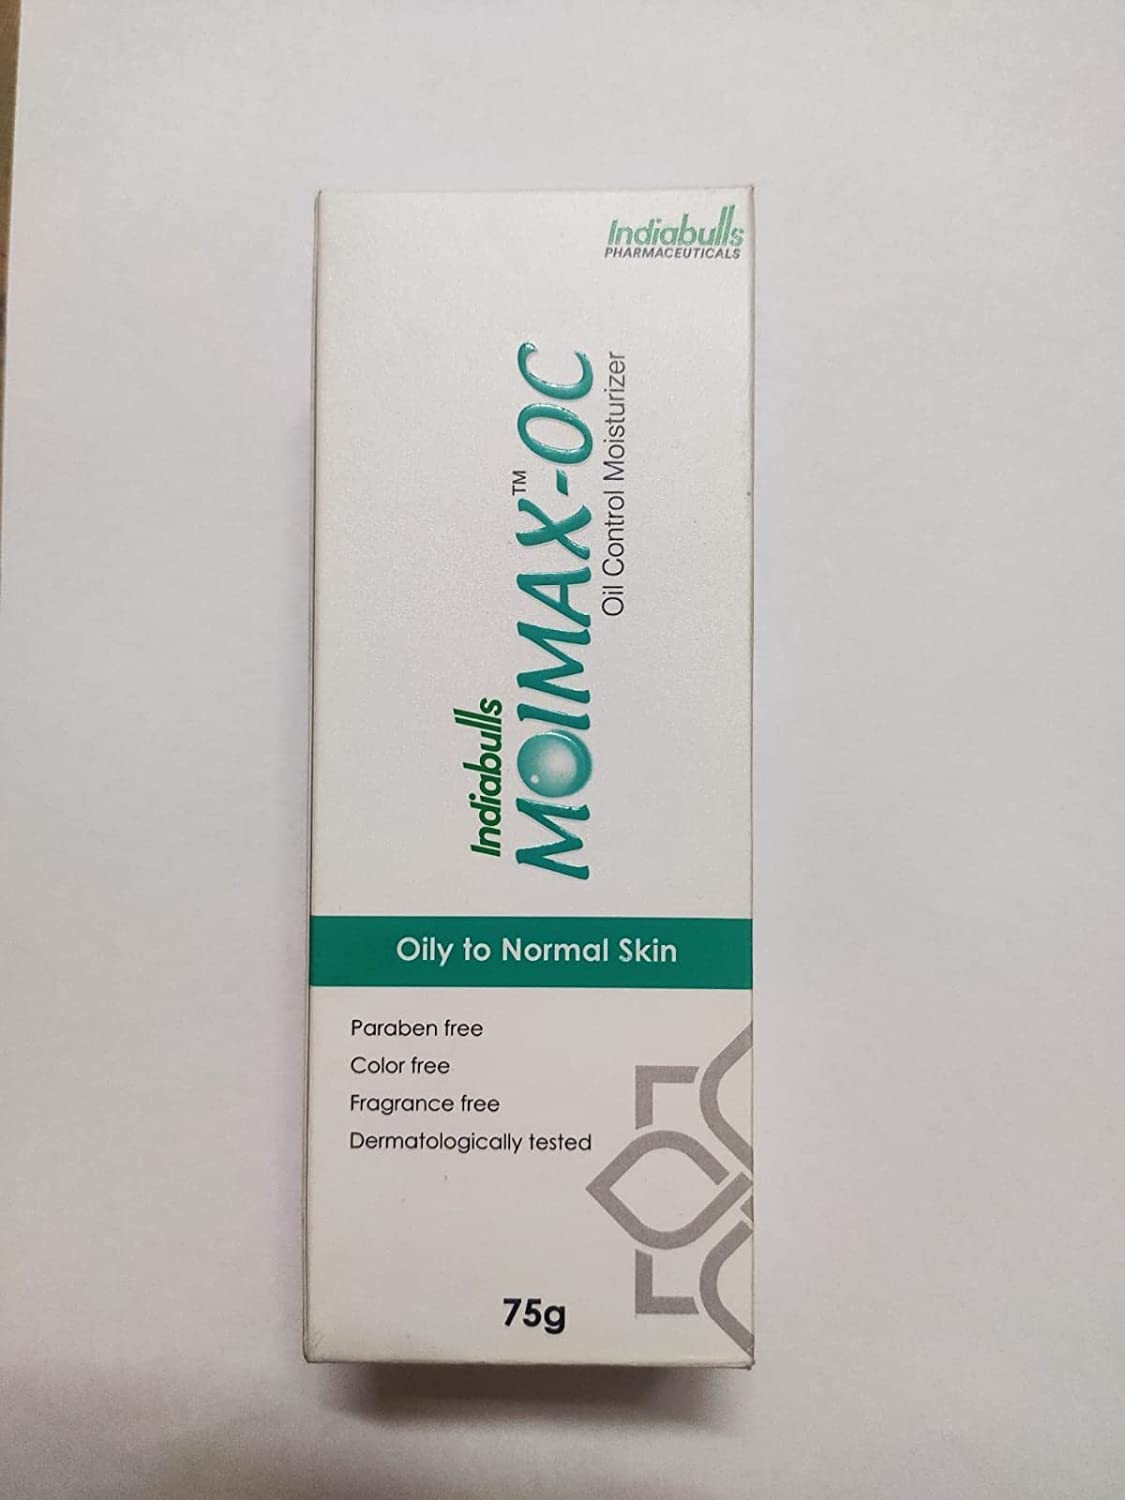 Indiabulls
PHARMACEUTICALS
Indiabulls
MOIMAX™-OC
Oil Control Moisturizer
Oily to Normal Skin
Paraben free
Color free
Fragrance free
Dermatologically tested
75g